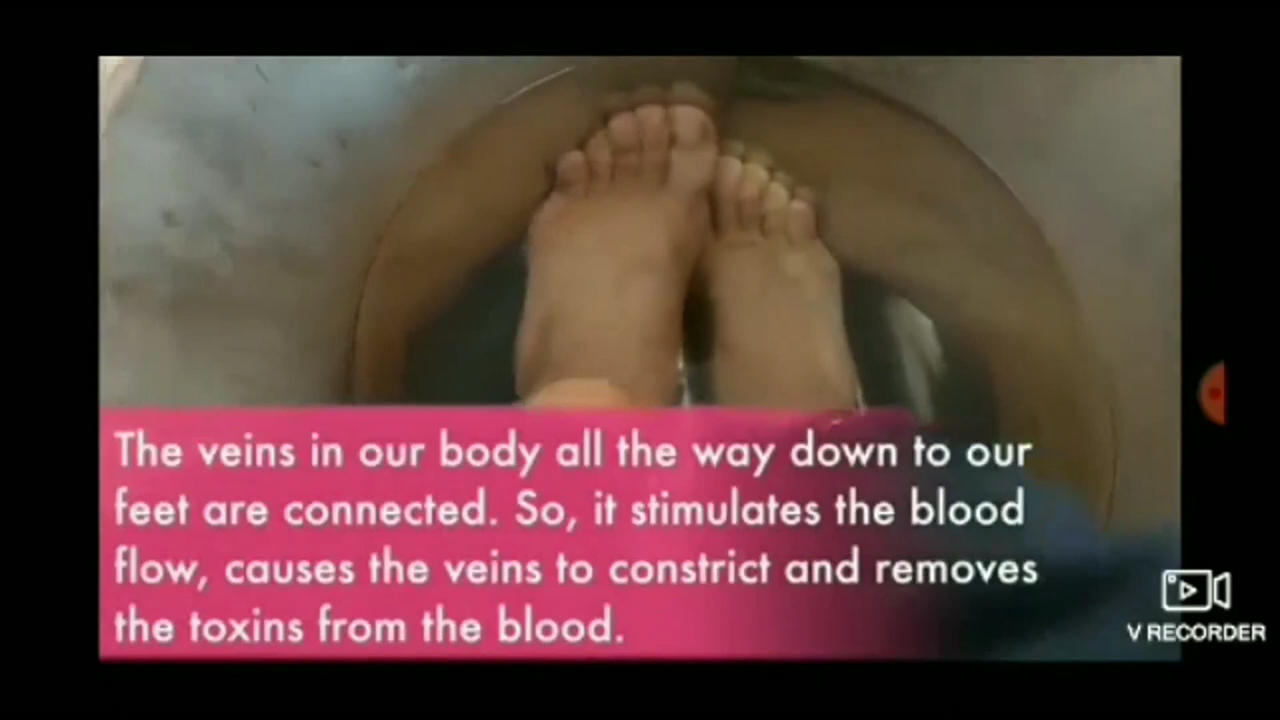 The veins in our body all the way down to our
feet are connected. So, it stimulates the blood
flow, causes the veins to constrict and removes
the toxins from the blood.
V RECORDER